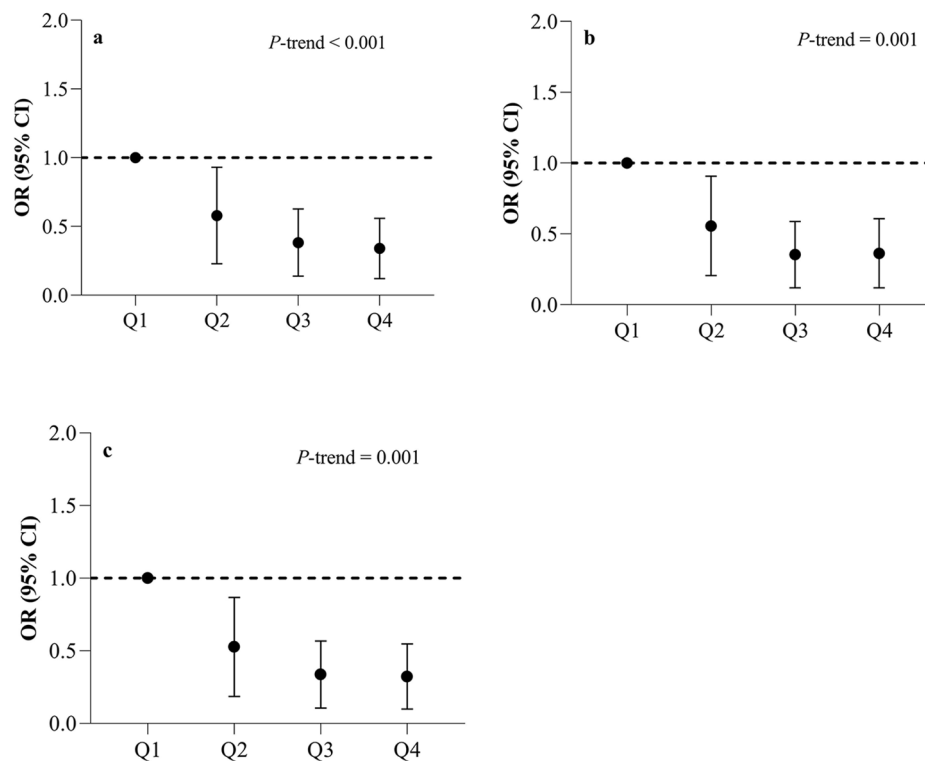 a
P-trend < 0.001
OR (95% CI)
2.0
1.5
1.0
0.5
0.0
Q1 Q2 Q3 Q4
b
P-trend = 0.001
OR (95% CI)
2.0
1.5
1.0
0.5
0.0
Q1 Q2 Q3 Q4
c
P-trend = 0.001
OR (95% CI)
2.0
1.5
1.0
0.5
0.0
Q1 Q2 Q3 Q4